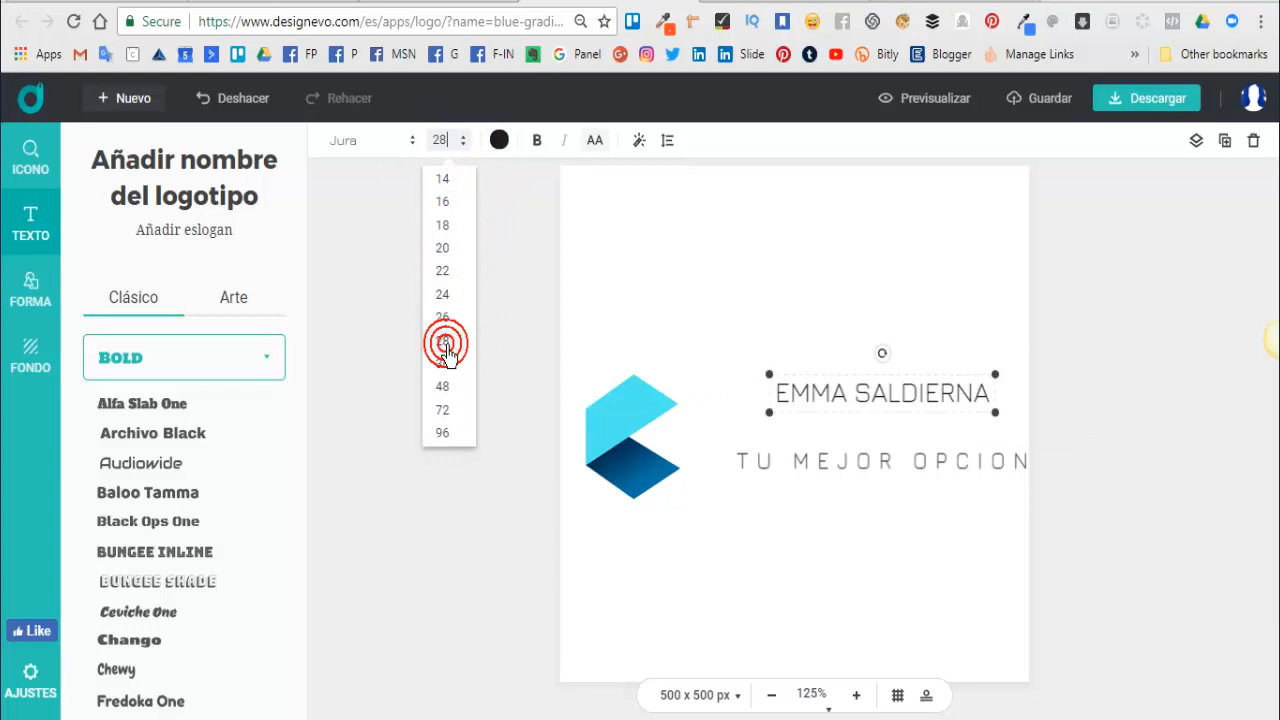 Secure https://www.designevo.com/es/apps/logo/?name=blue-gradi...
Apps FP P MSN G F-IN Panel Slide Bitly Blogger Manage Links » Other bookmarks
+ Nuevo Deshacer Rehacer Previsualizar Guardar Descargar
Jura 28 B I AA
ICONO
TEXTO
FORMA
FONDO
Like
AJUSTES
Añadir nombre
del logotipo
Añadir eslogan
Clásico Arte
BOLD
Alfa Slab One
Archivo Black
Audiowide
Baloo Tamma
Black Ops One
BUNGEE INLINE
BUNGEE SHADE
Ceviche One
Chango
Chewy
Fredoka One
14
16
18
20
22
24
26
28
48
72
96
EMMA SALDIERNA
TU MEJOR OPCION
500 x 500 px − 125% +